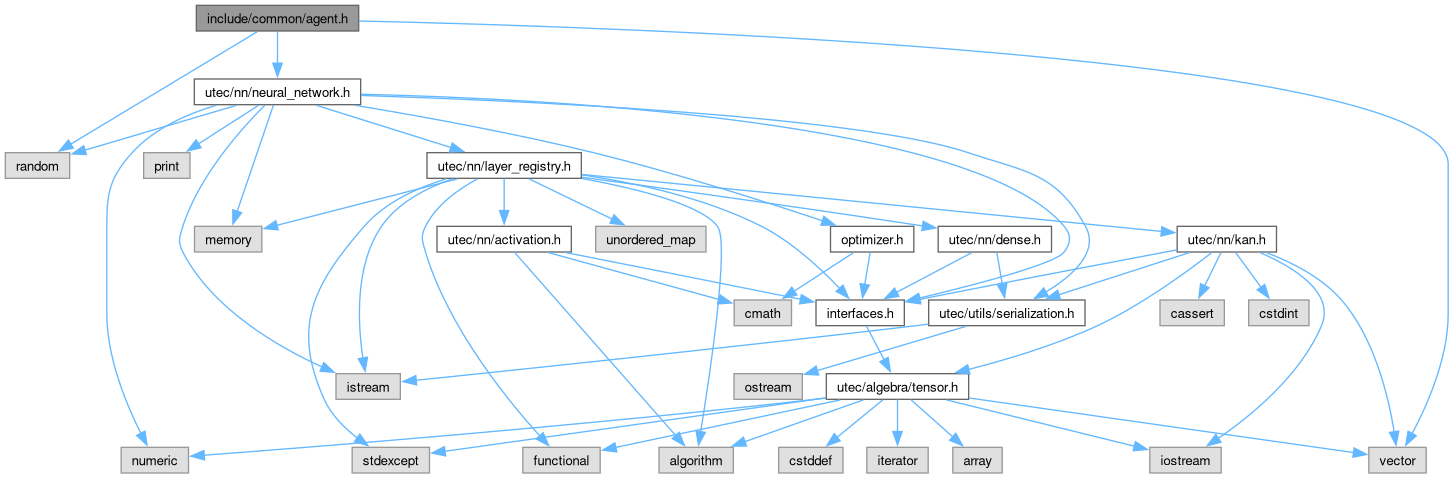 include/common/agent.h
utec/nn/neural_network.h
random
print
utec/nn/layer_registry.h
memory
utec/nn/activation.h
unordered_map
optimizer.h
utec/nn/dense.h
utec/nn/kan.h
cmath
interfaces.h
utec/utils/serialization.h
cassert
cstdint
istream
ostream
utec/algebra/tensor.h
numeric
stdexcept
functional
algorithm
cstddef
iterator
array
iostream
vector